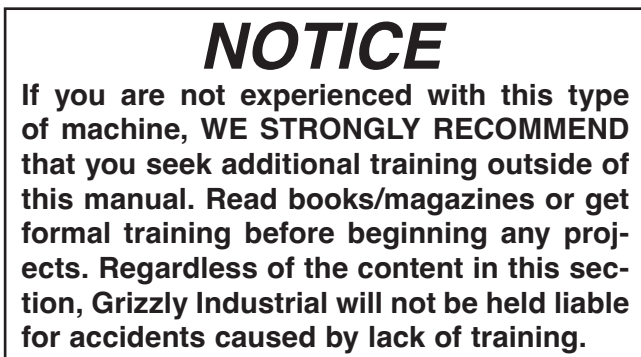 NOTICE
If you are not experienced with this type
of machine, WE STRONGLY RECOMMEND
that you seek additional training outside of
this manual. Read books/magazines or get
formal training before beginning any proj-
ects. Regardless of the content in this sec-
tion, Grizzly Industrial will not be held liable
for accidents caused by lack of training.